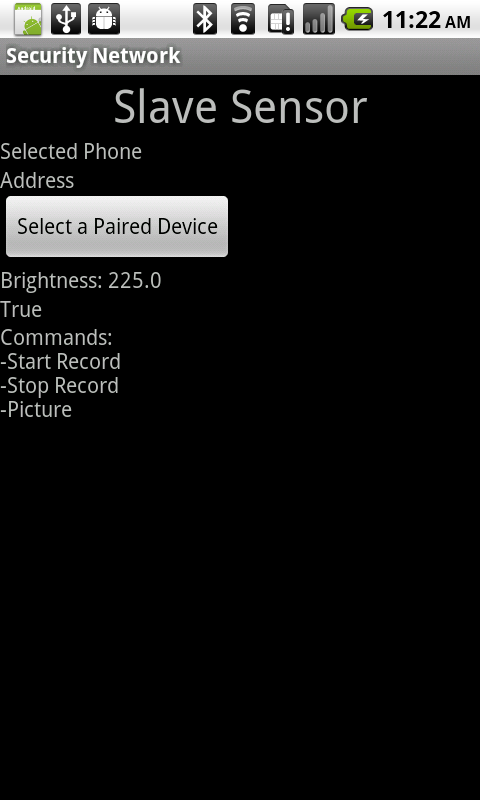 11:22 AM
Security Network
Slave Sensor
Selected Phone
Address
Select a Paired Device
Brightness: 225.0
True
Commands:
-Start Record
-Stop Record
-Picture